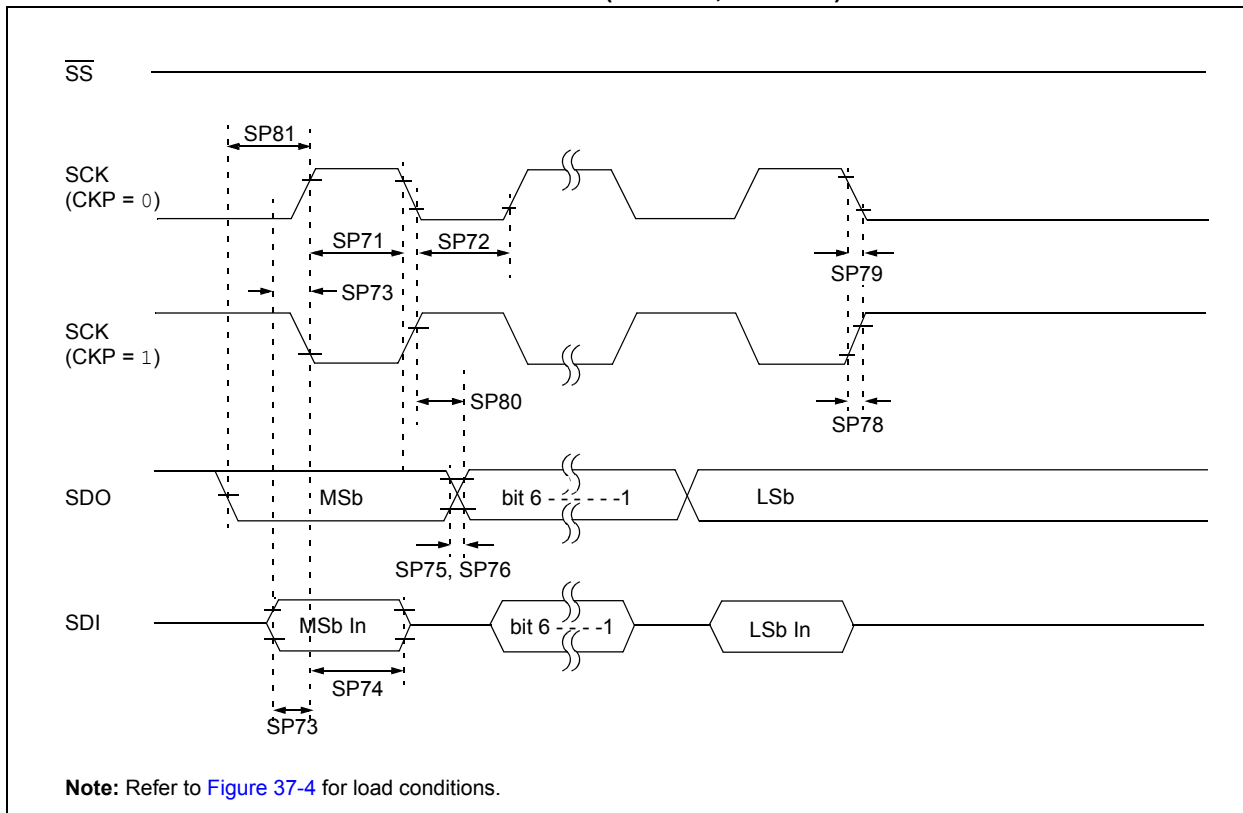 SS
SP81
SCK
(CKP = 0)
SP71
SP72
SP79
SP73
SCK
(CKP = 1)
SP80
SP78
SDO
MSb
bit 6 - - - - - - -1
LSb
SP75, SP76
SDI
MSb In
bit 6 - - - - -1
LSb In
SP74
SP73
Note: Refer to Figure 37-4 for load conditions.